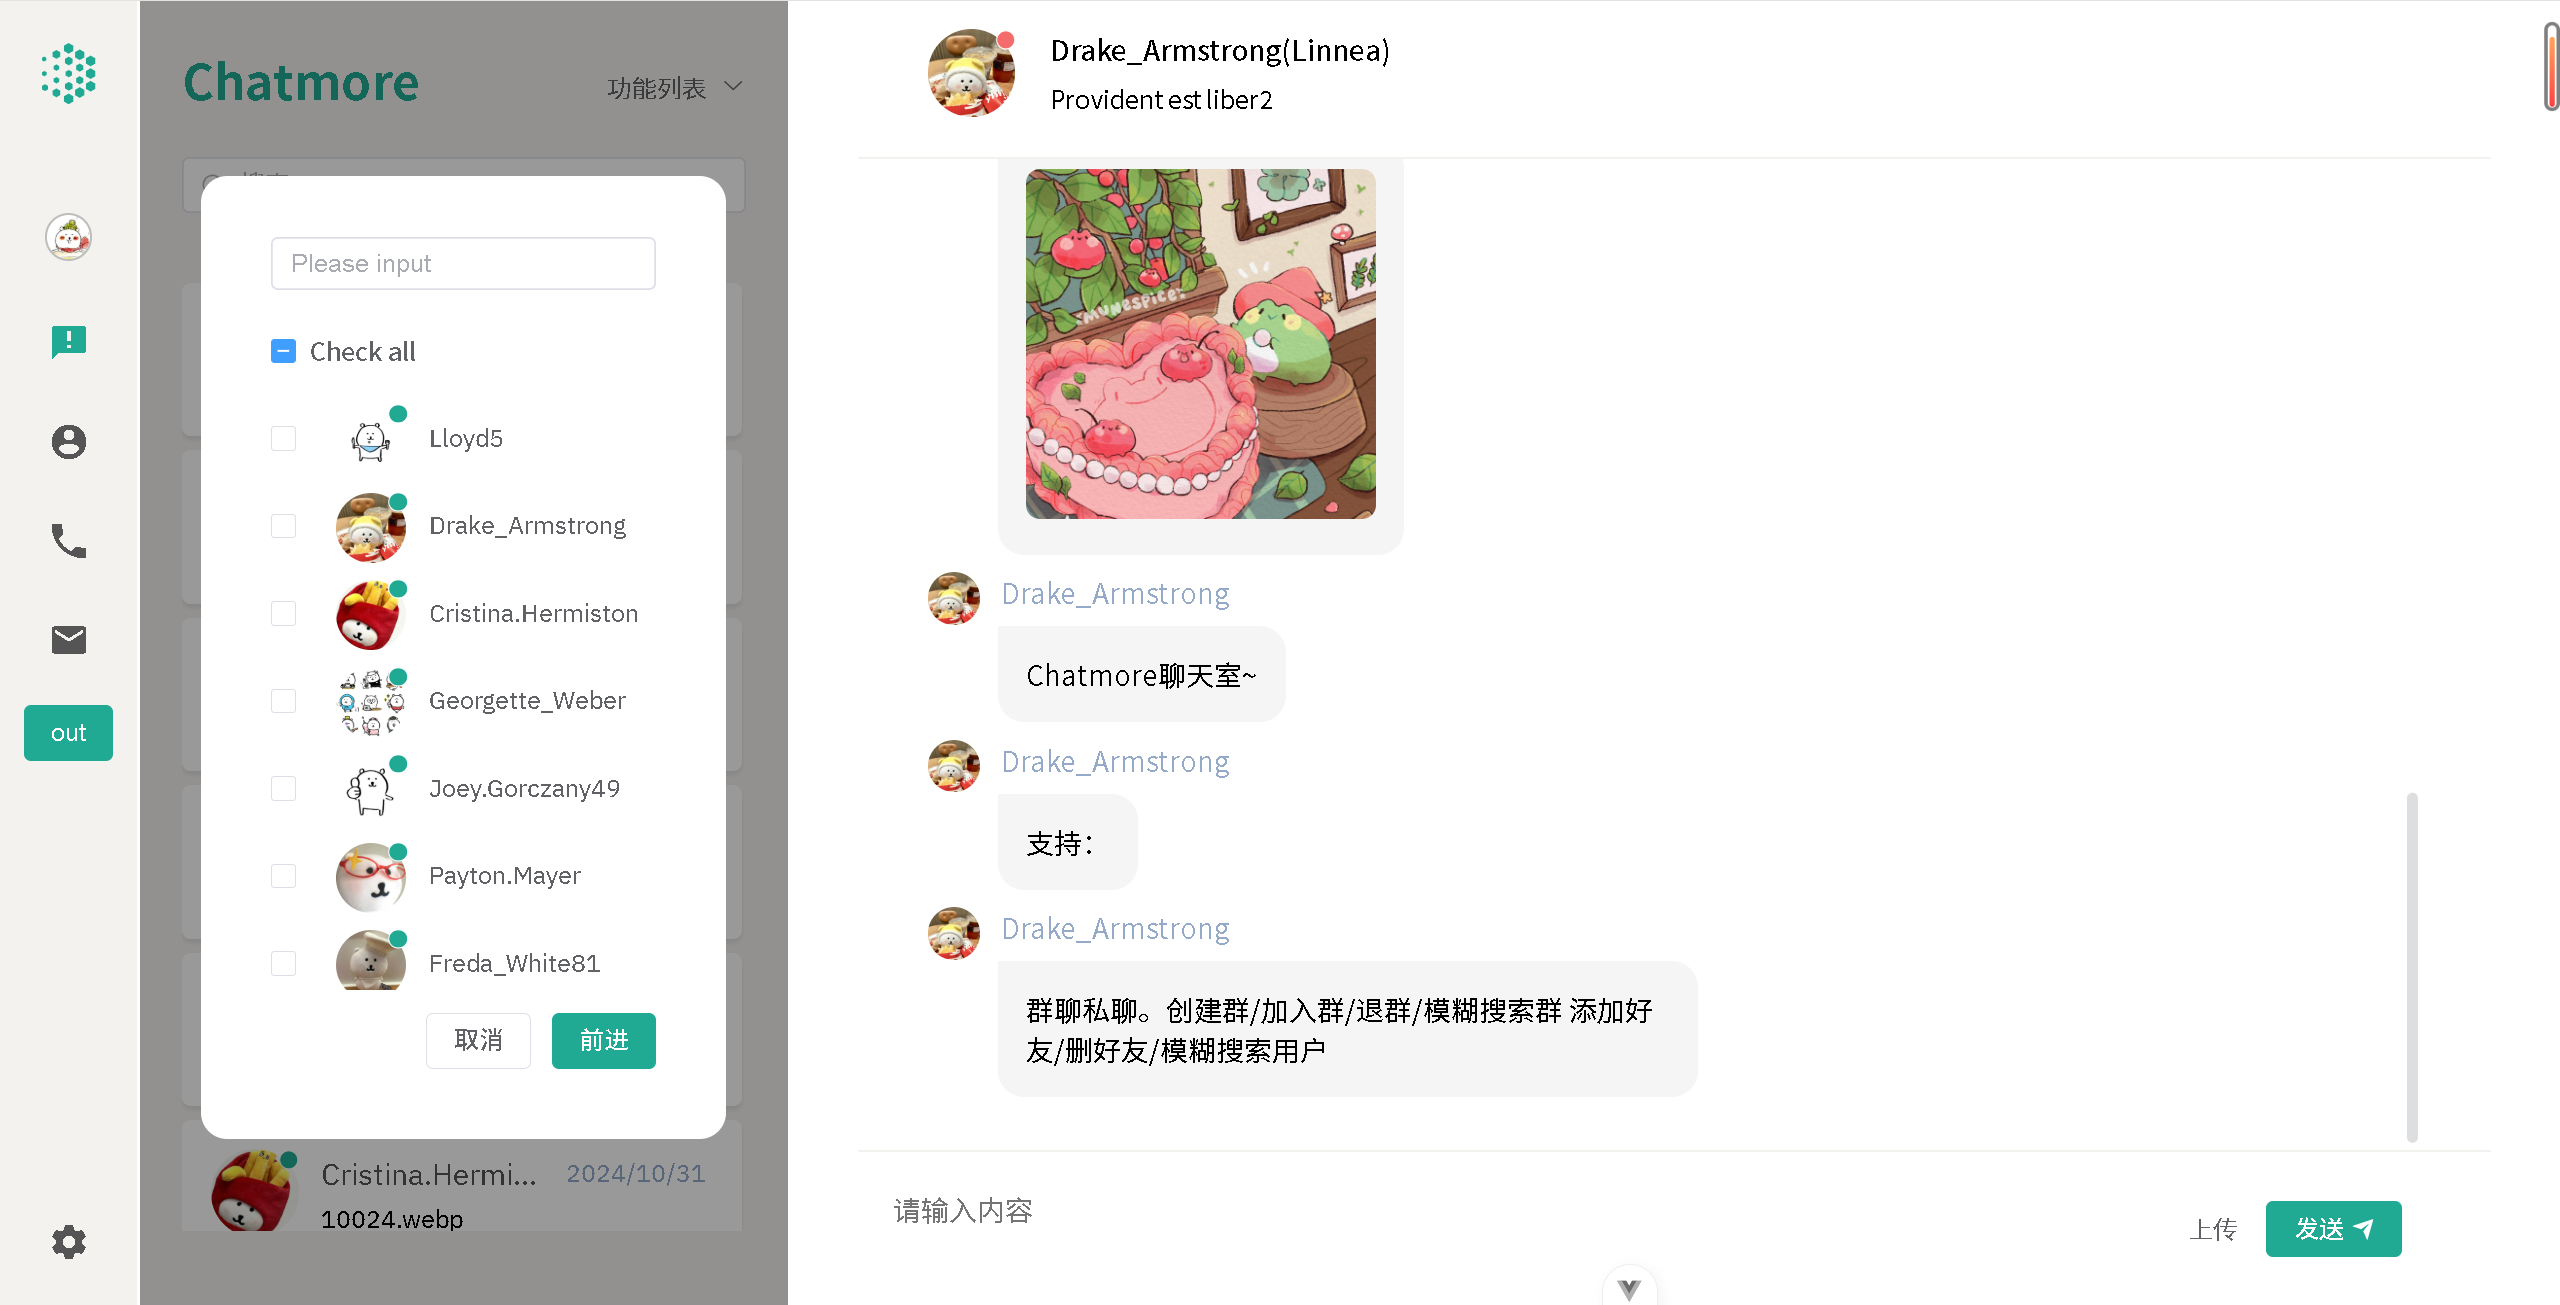 Chatmore
功能列表
Please input
Check all
Lloyd5
Drake_Armstrong
Cristina.Hermiston
Georgette_Weber
Joey.Gorczany49
Payton.Mayer
Freda_White81
取消
前进
Cristina.Hermi...
2024/10/31
10024.webp
out
Drake_Armstrong(Linnea)
Provident est liber2
MUNESPICE
Drake_Armstrong
Chatmore聊天室~
Drake_Armstrong
支持：
Drake_Armstrong
群聊私聊。创建群/加入群/退群/模糊搜索群 添加好
友/删好友/模糊搜索用户
请输入内容
上传
发送